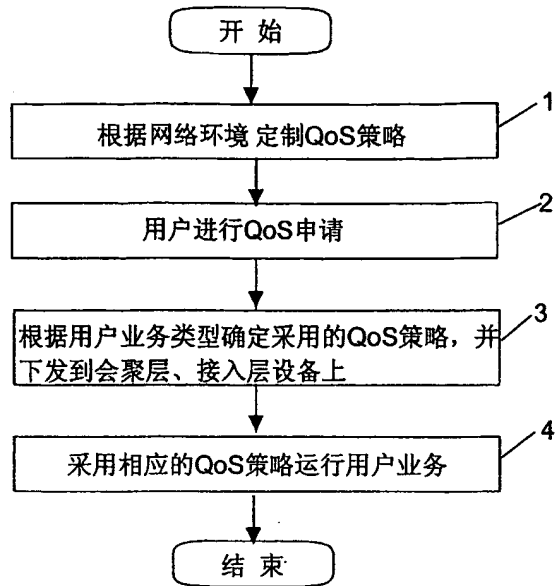 开 始
1
根据网络环境 定制QoS策略
2
用户进行QoS申请
3
根据用户业务类型确定采用的QoS策略，并
下发到会聚层、接入层设备上
4
采用相应的QoS策略运行用户业务
结 束